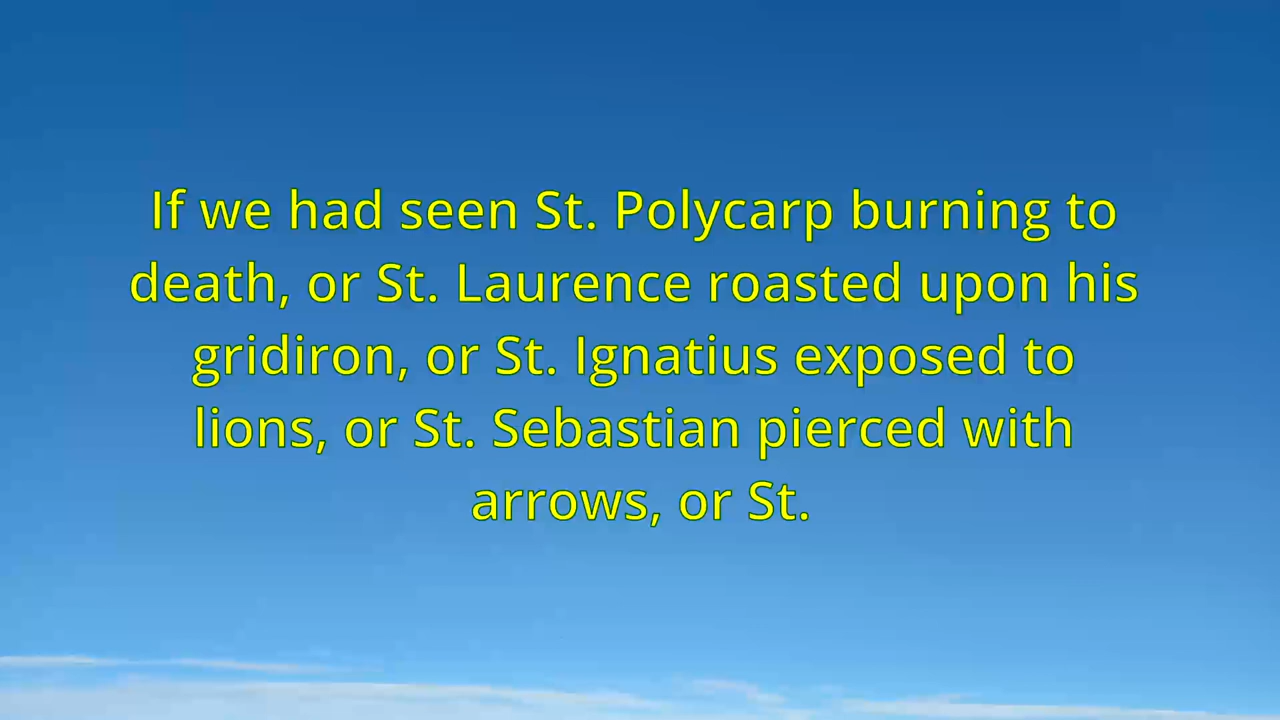 If we had seen St. Polycarp burning to
death, or St. Laurence roasted upon his
gridiron, or St. Ignatius exposed to
lions, or St. Sebastian pierced with
arrows, or St.